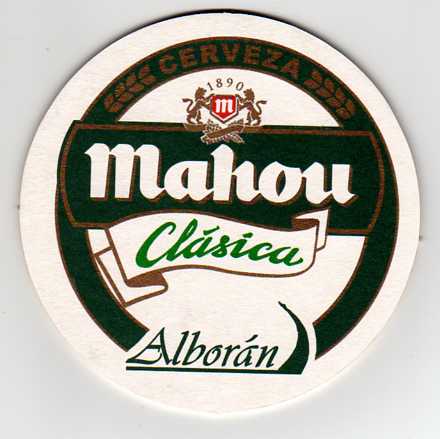 CERVEZA
1890
m
Mahou
Clásica
Alborán